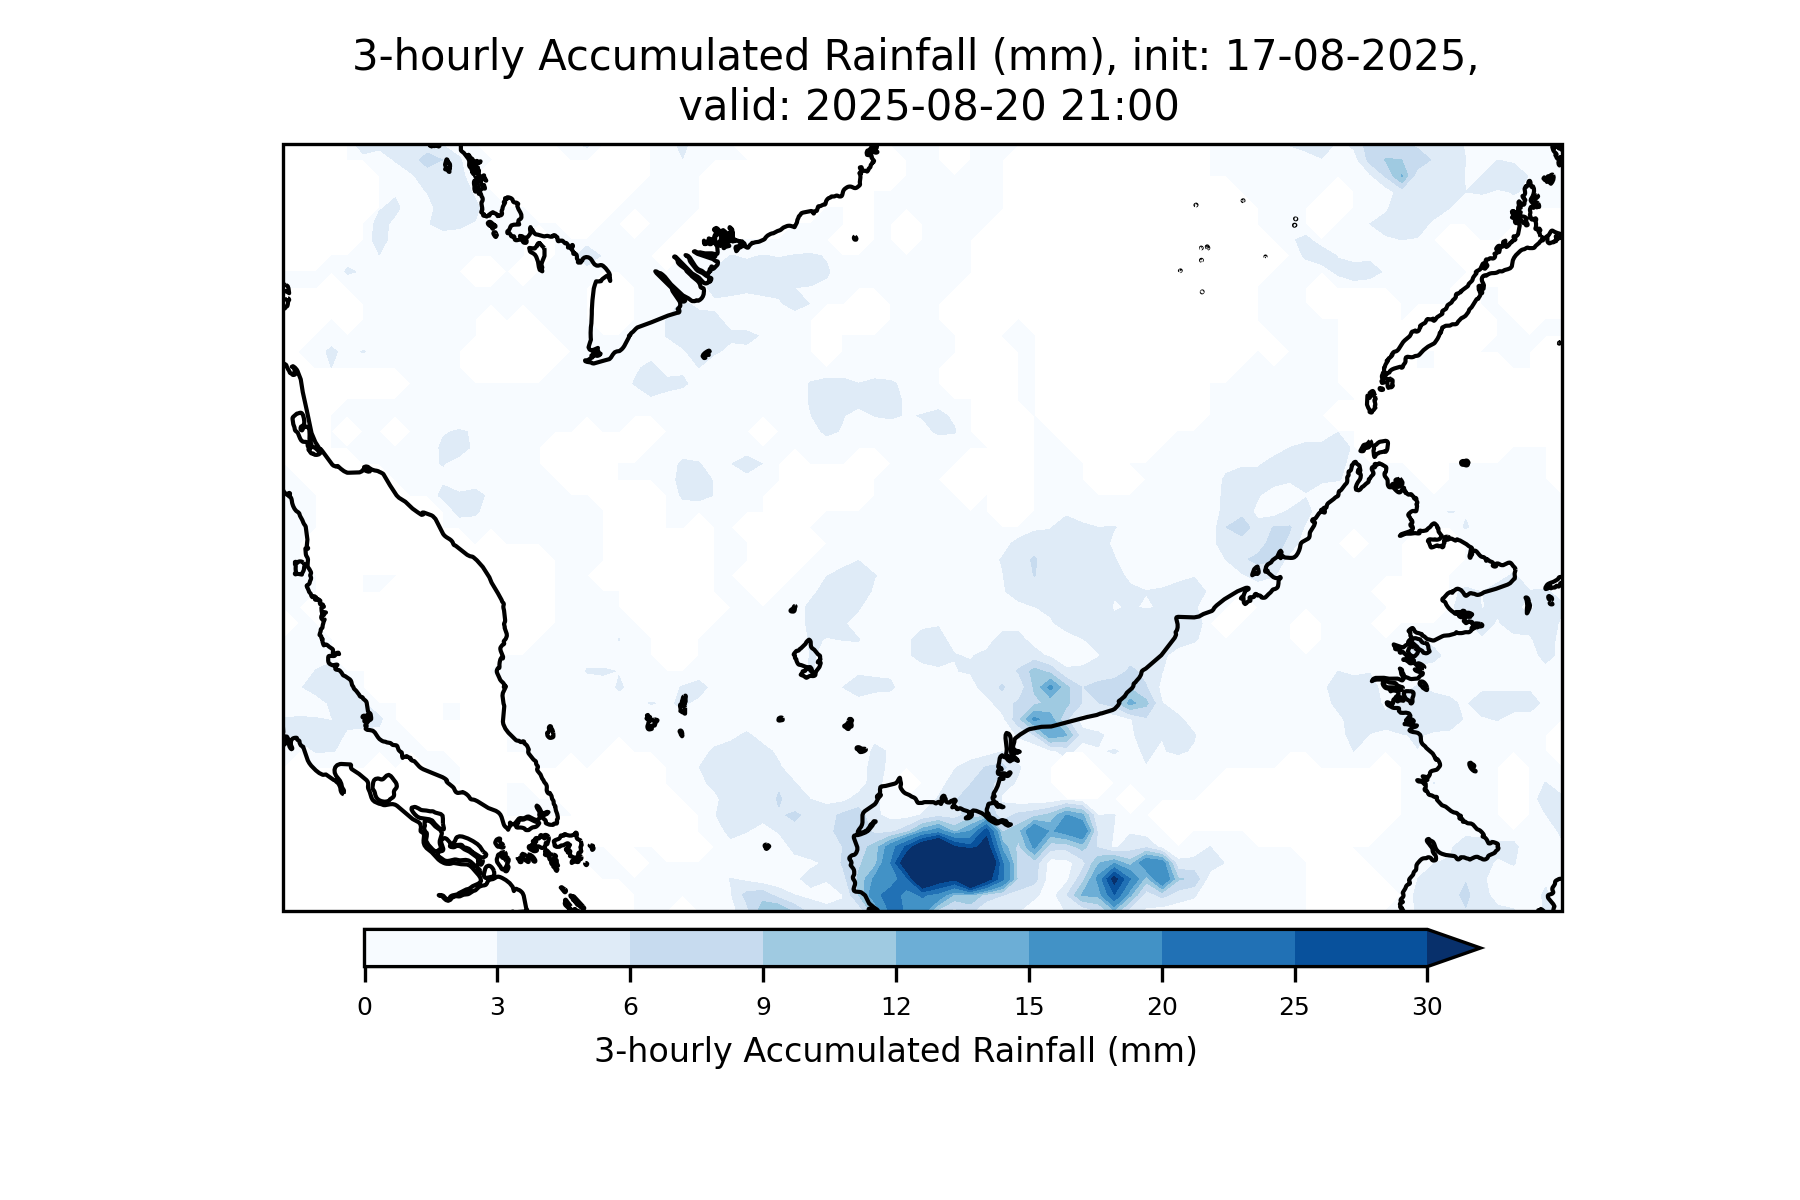 3-hourly Accumulated Rainfall (mm), init: 17-08-2025,
valid: 2025-08-20 21:00
0 3 6 9 12 15 20 25 30
3-hourly Accumulated Rainfall (mm)